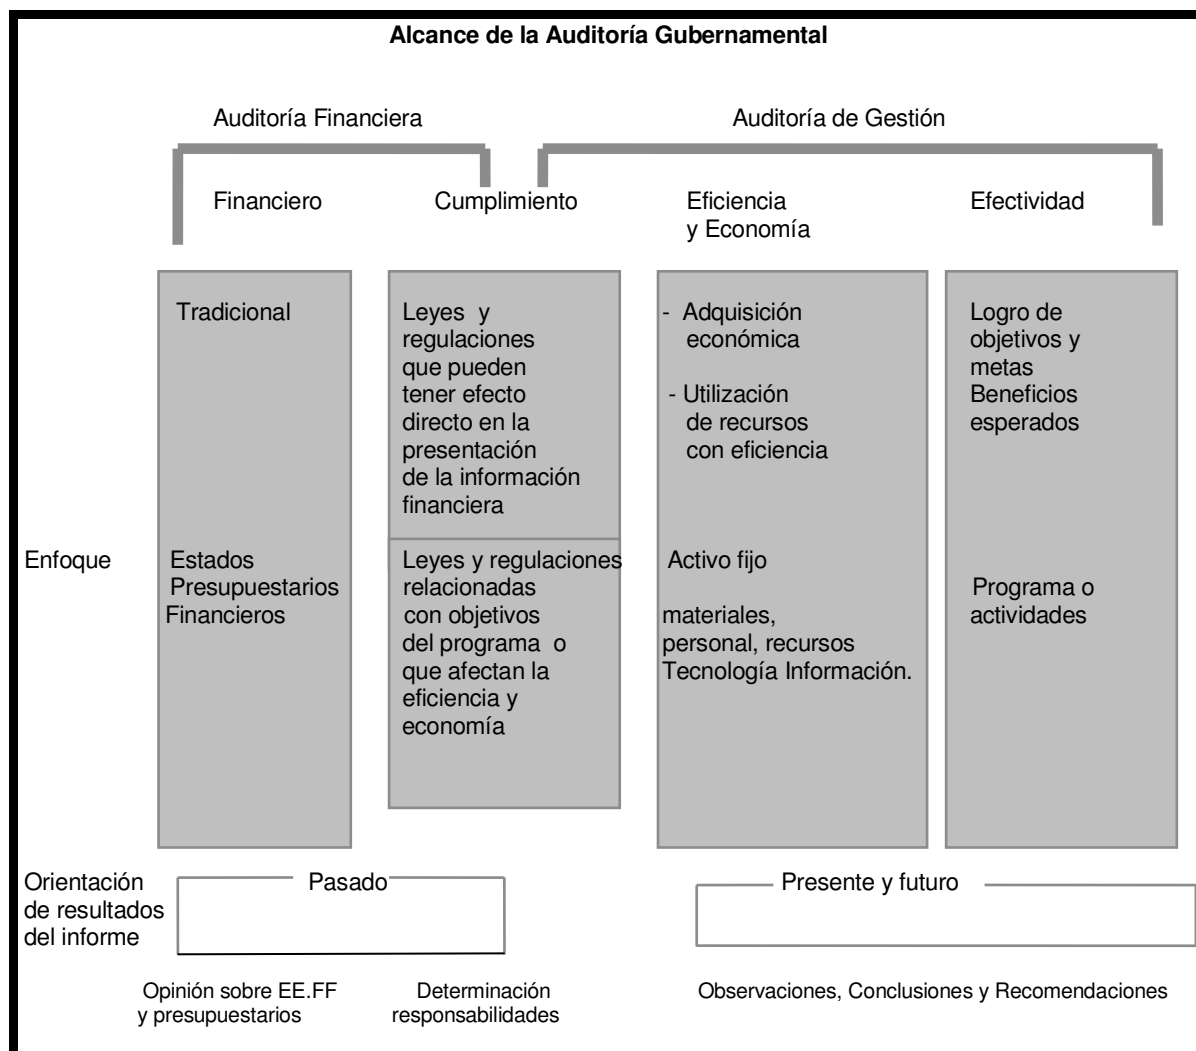 Alcance de la Auditoría Gubernamental
Auditoría Financiera
Auditoría de Gestión
Financiero
Cumplimiento
Eficiencia
y Economía
Efectividad
Tradicional
Leyes y
regulaciones
que pueden
tener efecto
directo en la
presentación
de la información
financiera
- Adquisición
económica
- Utilización
de recursos
con eficiencia
Logro de
objetivos y
metas
Beneficios
esperados
Enfoque
Estados
Presupuestarios
Financieros
Leyes y regulaciones
relacionadas
con objetivos
del programa o
que afectan la
eficiencia y
economía
Activo fijo
materiales,
personal, recursos
Tecnología Información.
Programa o
actividades
Orientación
de resultados
del informe
Pasado
Presente y futuro
Opinión sobre EE.FF
y presupuestarios
Determinación
responsabilidades
Observaciones, Conclusiones y Recomendaciones